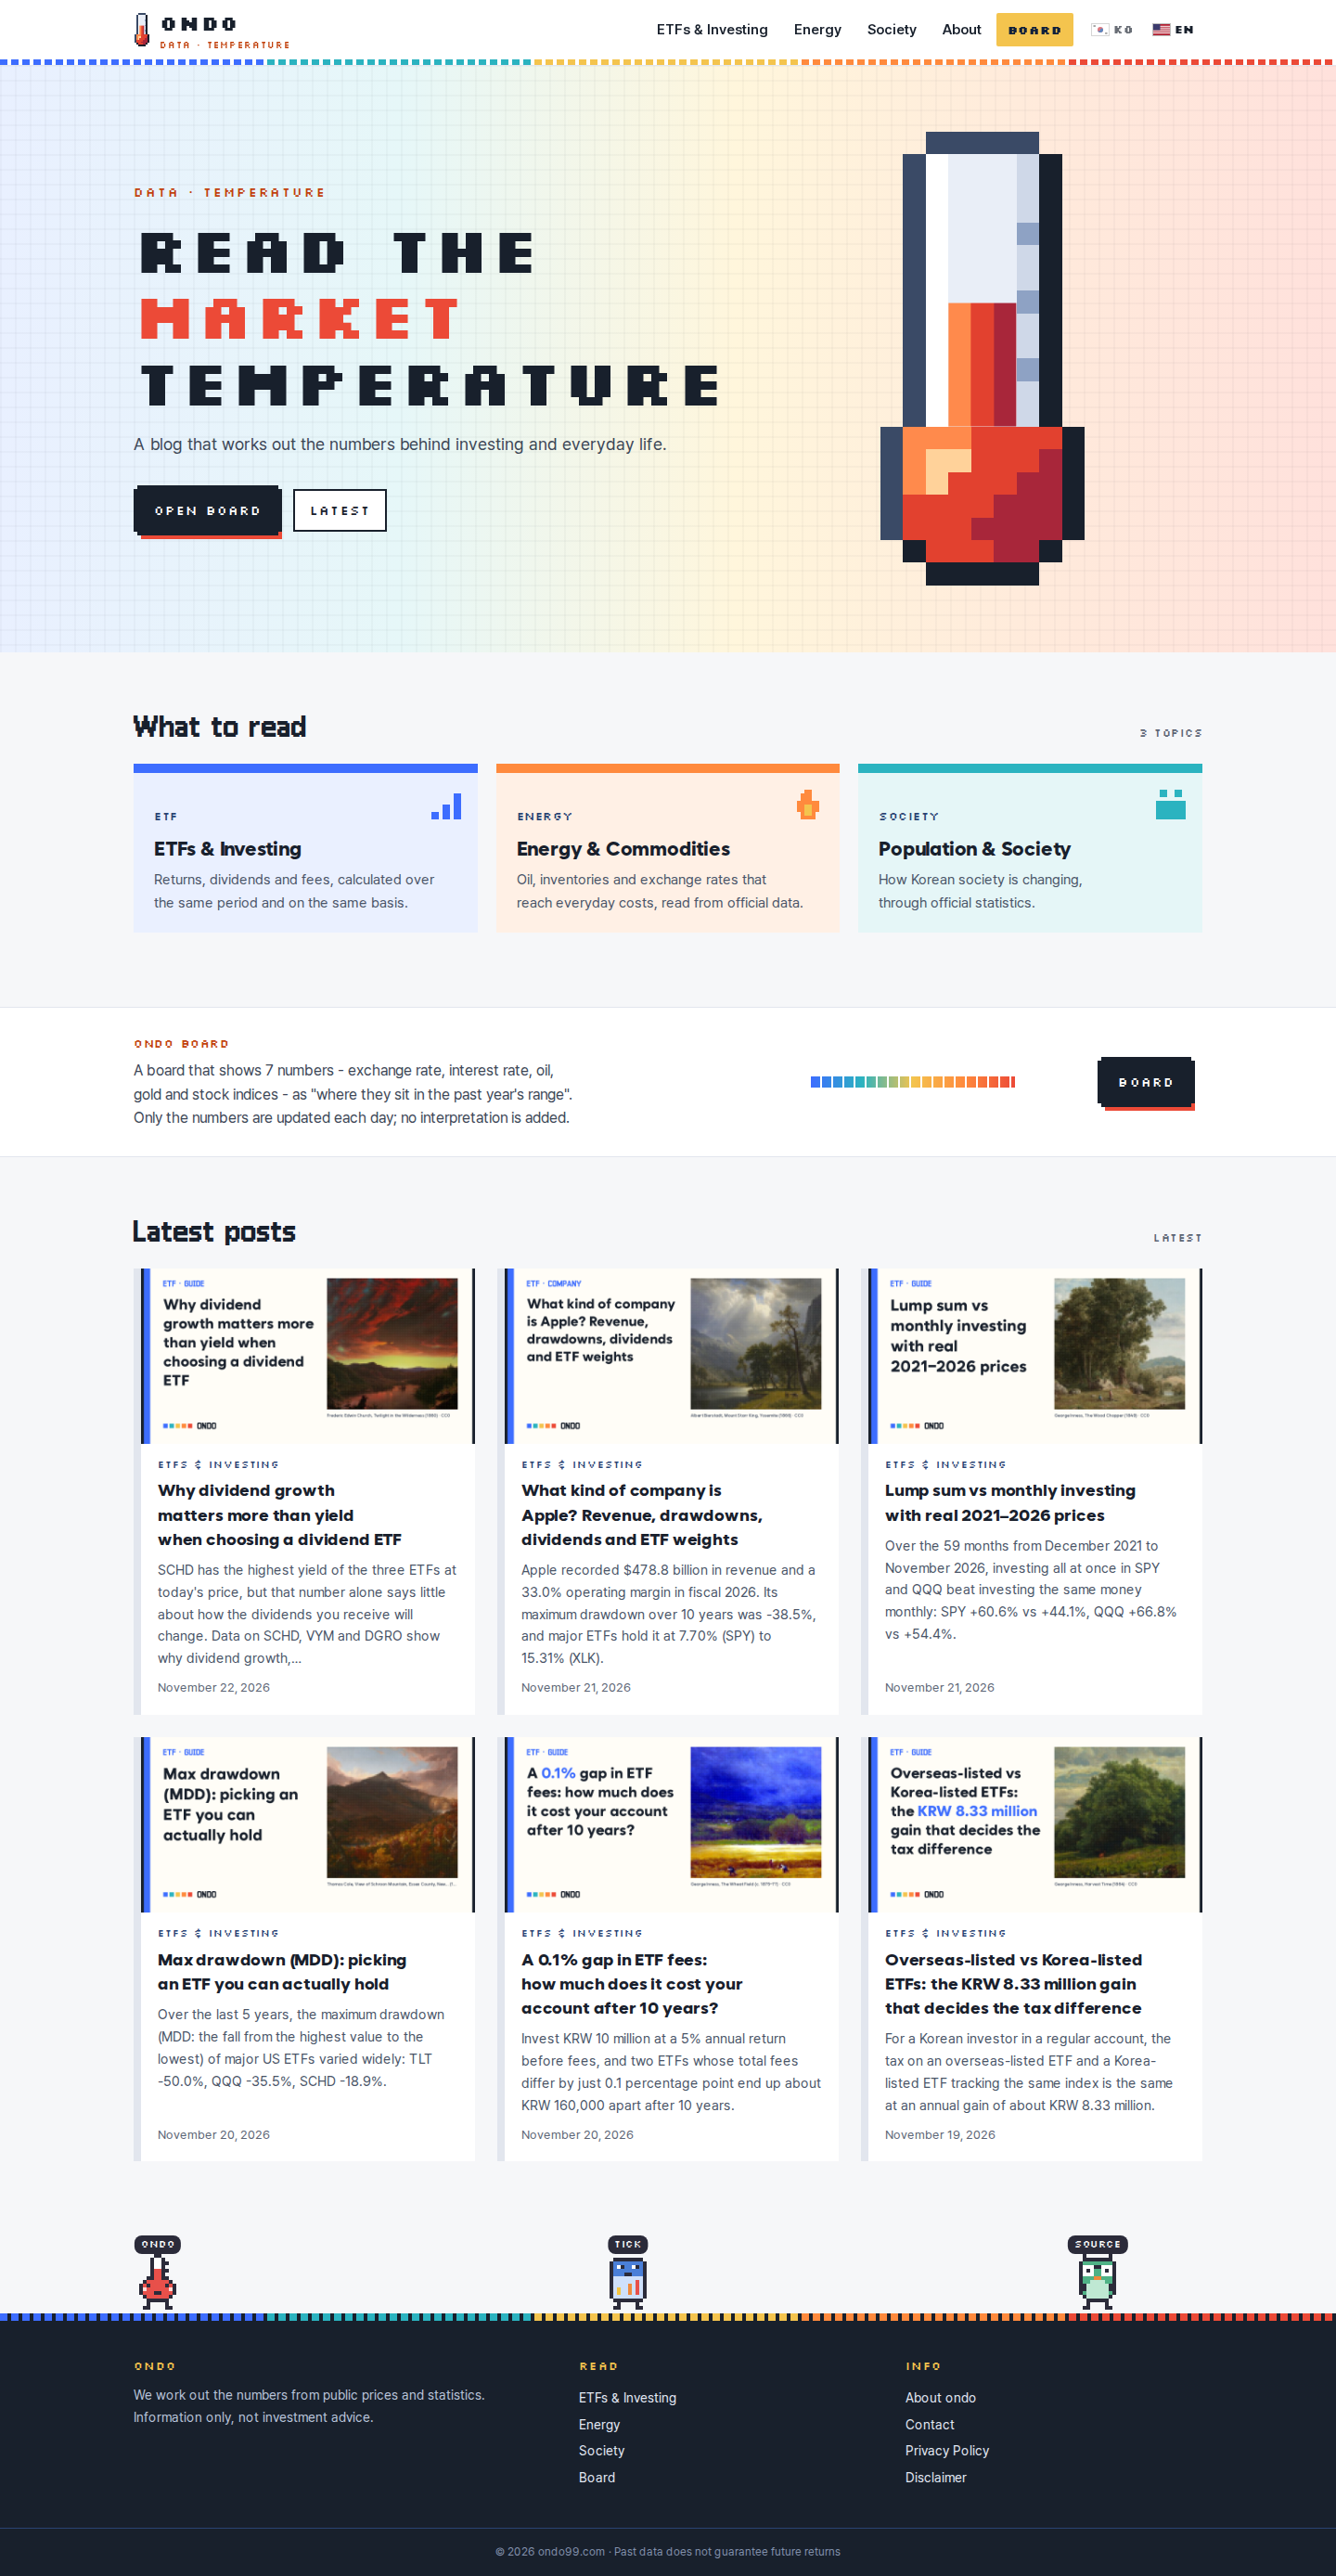 ONDO
DATA · TEMPERATURE
ETFs & Investing
Energy
Society
About
BOARD
KO
EN
DATA · TEMPERATURE
READ THE
MARKET
TEMPERATURE
A blog that works out the numbers behind investing and everyday life.
OPEN BOARD
LATEST
What to read
3 TOPICS
ETF
ETFs & Investing
Returns, dividends and fees, calculated over
the same period and on the same basis.
ENERGY
Energy & Commodities
Oil, inventories and exchange rates that
reach everyday costs, read from official data.
SOCIETY
Population & Society
How Korean society is changing,
through official statistics.
ONDO BOARD
A board that shows 7 numbers - exchange rate, interest rate, oil,
gold and stock indices - as "where they sit in the past year's range".
Only the numbers are updated each day; no interpretation is added.
BOARD
Latest posts
LATEST
ETF · GUIDE
Why dividend
growth matters more
than yield when
choosing a dividend
ETF
Frederic Edwin Church, Twilight in the Wilderness (1860) · CC0
ONDO
ETFS & INVESTING
Why dividend growth
matters more than yield
when choosing a dividend ETF
SCHD has the highest yield of the three ETFs at
today's price, but that number alone says little
about how the dividends you receive will
change. Data on SCHD, VYM and DGRO show
why dividend growth,...
November 22, 2026
ETF · COMPANY
What kind of company
is Apple? Revenue,
drawdowns, dividends
and ETF weights
ONDO
ETFS & INVESTING
What kind of company is
Apple? Revenue, drawdowns,
dividends and ETF weights
Apple recorded $478.8 billion in revenue and a
33.0% operating margin in fiscal 2026. Its
maximum drawdown over 10 years was -38.5%,
and major ETFs hold it at 7.70% (SPY) to
15.31% (XLK).
November 21, 2026
ETF · GUIDE
Lump sum vs
monthly investing
with real
2021–2026 prices
ONDO
ETFS & INVESTING
Lump sum vs monthly investing
with real 2021–2026 prices
Over the 59 months from December 2021 to
November 2026, investing all at once in SPY
and QQQ beat investing the same money
monthly: SPY +60.6% vs +44.1%, QQQ +66.8%
vs +54.4%.
November 21, 2026
ETF · GUIDE
Max drawdown
(MDD): picking an
ETF you can
actually hold
ONDO
ETFS & INVESTING
Max drawdown (MDD): picking
an ETF you can actually hold
Over the last 5 years, the maximum drawdown
(MDD: the fall from the highest value to the
lowest) of major US ETFs varied widely: TLT
-50.0%, QQQ -35.5%, SCHD -18.9%.
November 20, 2026
ETF · GUIDE
A 0.1% gap in ETF
fees: how much does
it cost your account
after 10 years?
ONDO
ETFS & INVESTING
A 0.1% gap in ETF fees:
how much does it cost your
account after 10 years?
Invest KRW 10 million at a 5% annual return
before fees, and two ETFs whose total fees
differ by just 0.1 percentage point end up about
KRW 160,000 apart after 10 years.
November 20, 2026
ETF · GUIDE
Overseas-listed vs
Korea-listed ETFs:
the KRW 8.33 million
gain that decides the
tax difference
ONDO
ETFS & INVESTING
Overseas-listed vs Korea-listed
ETFs: the KRW 8.33 million gain
that decides the tax difference
For a Korean investor in a regular account, the
tax on an overseas-listed ETF and a Korea-
listed ETF tracking the same index is the same
at an annual gain of about KRW 8.33 million.
November 19, 2026
ONDO
TICK
SOURCE
ONDO
We work out the numbers from public prices and statistics.
Information only, not investment advice.
READ
ETFs & Investing
Energy
Society
Board
INFO
About ondo
Contact
Privacy Policy
Disclaimer
© 2026 ondo99.com · Past data does not guarantee future returns